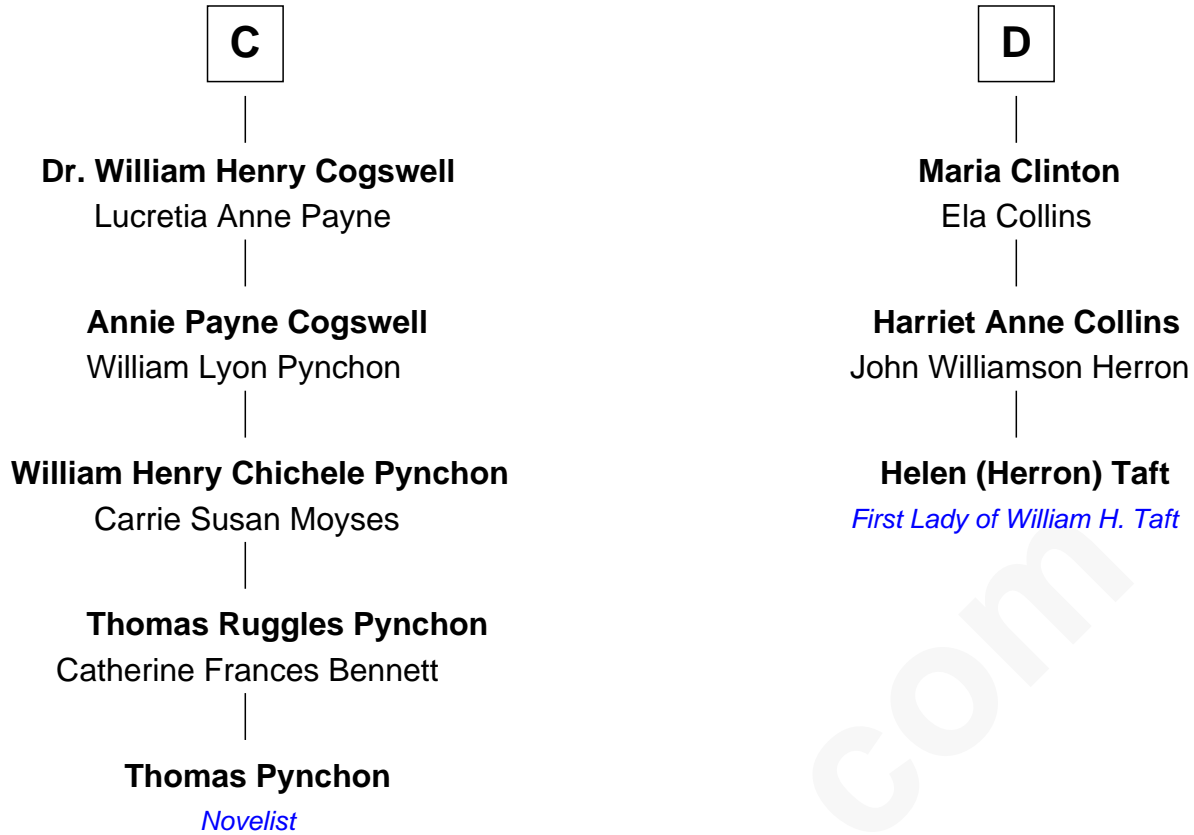 C
Dr. William Henry Cogswell
Lucretia Anne Payne
Annie Payne Cogswell
William Lyon Pynchon
William Henry Chichele Pynchon
Carrie Susan Moyses
Thomas Ruggles Pynchon
Catherine Frances Bennett
Thomas Pynchon
Novelist
D
Maria Clinton
Ela Collins
Harriet Anne Collins
John Williamson Herron
Helen (Herron) Taft
First Lady of William H. Taft
com